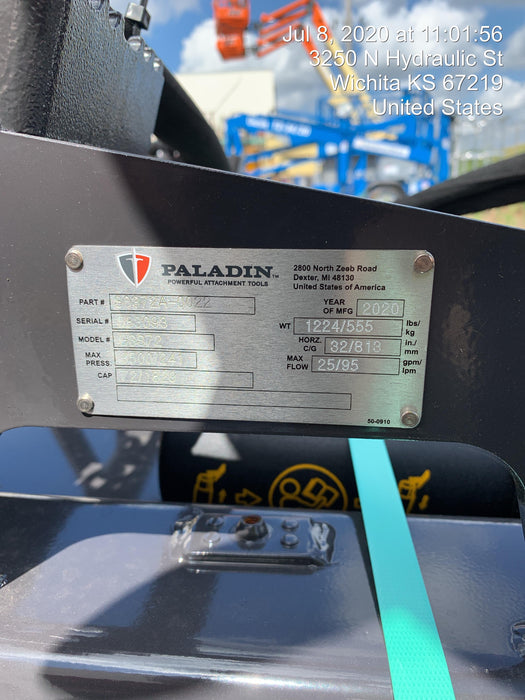 Jul 8, 2020 at 11:01:56
3250 N Hydraulic St
Wichita KS 67219
United States
PALADIN™
POWERFUL ATTACHMENT TOOLS
2800 North Zeeb Road
Dexter, MI 48130
United States of America
PART #
SERIAL #
MODEL #
MAX PRESS.
CAP
YEAR OF MFG 2020
WT 1224/555 lbs/kg
HORZ. C/G 32/813 in./mm
MAX FLOW 25/95 gpm/lpm
50-0910